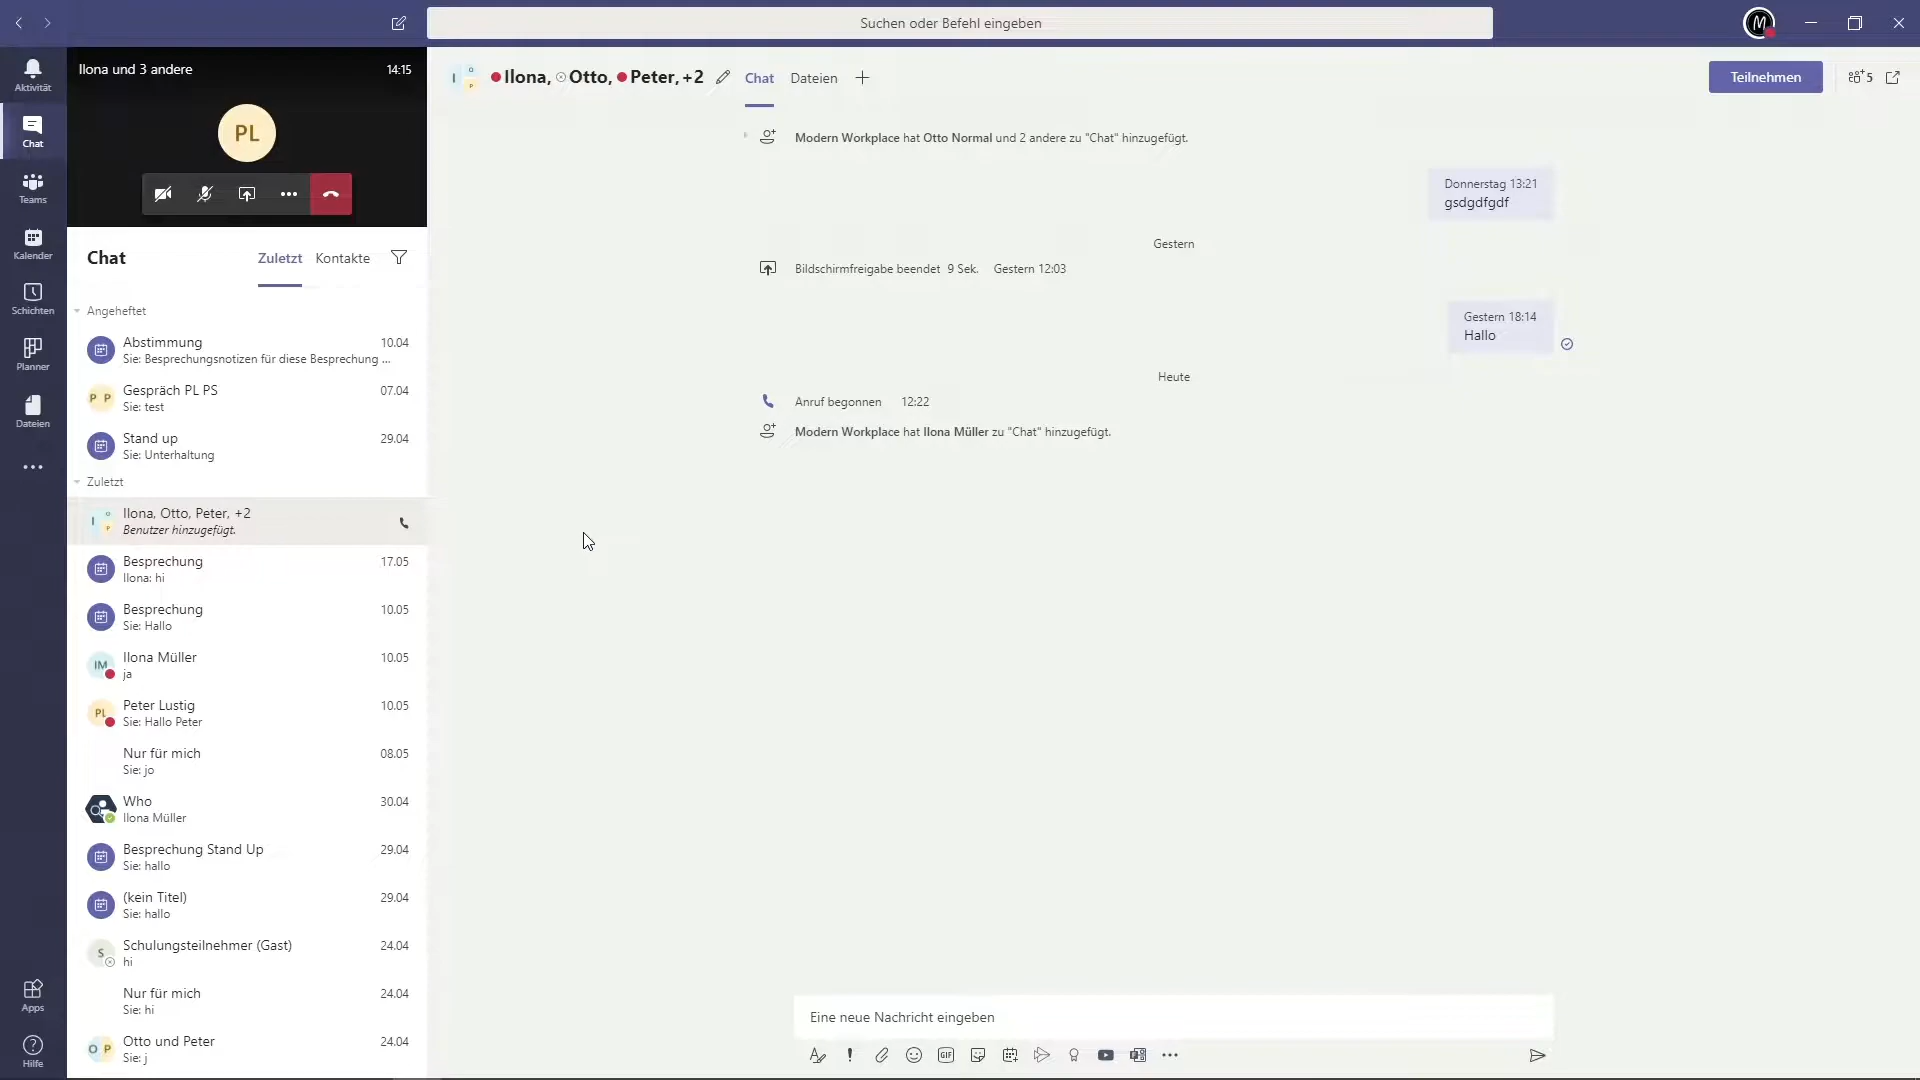 Suchen oder Befehl eingeben
M
Aktivität
Chat
Teams
Kalender
Schichten
Planner
Dateien
Apps
Hilfe
Ilona und 3 andere
14:15
PL
Chat
Zuletzt
Kontakte
Angeheftet
Abstimmung
10.04
Sie: Besprechungsnotizen für diese Besprechung ...
P P
Gespräch PL PS
07.04
Sie: test
Stand up
29.04
Sie: Unterhaltung
Zuletzt
I O P
Ilona, Otto, Peter, +2
Benutzer hinzugefügt.
Besprechung
17.05
Ilona: hi
Besprechung
10.05
Sie: Hallo
IM
Ilona Müller
10.05
ja
PL
Peter Lustig
10.05
Sie: Hallo Peter
Nur für mich
08.05
Sie: jo
Who
30.04
Ilona Müller
Besprechung Stand Up
29.04
Sie: hallo
(kein Titel)
29.04
Sie: hallo
S
Schulungsteilnehmer (Gast)
24.04
hi
Nur für mich
24.04
Sie: hi
O P
Otto und Peter
24.04
Sie: j
I O P
Ilona, Otto, Peter, +2
Chat
Dateien
Teilnehmen
5
Modern Workplace hat Otto Normal und 2 andere zu "Chat" hinzugefügt.
Donnerstag 13:21
gsdgdfgdf
Gestern
Bildschirmfreigabe beendet 9 Sek. Gestern 12:03
Gestern 18:14
Hallo
Heute
Anruf begonnen 12:22
Modern Workplace hat Ilona Müller zu "Chat" hinzugefügt.
Eine neue Nachricht eingeben
GIF